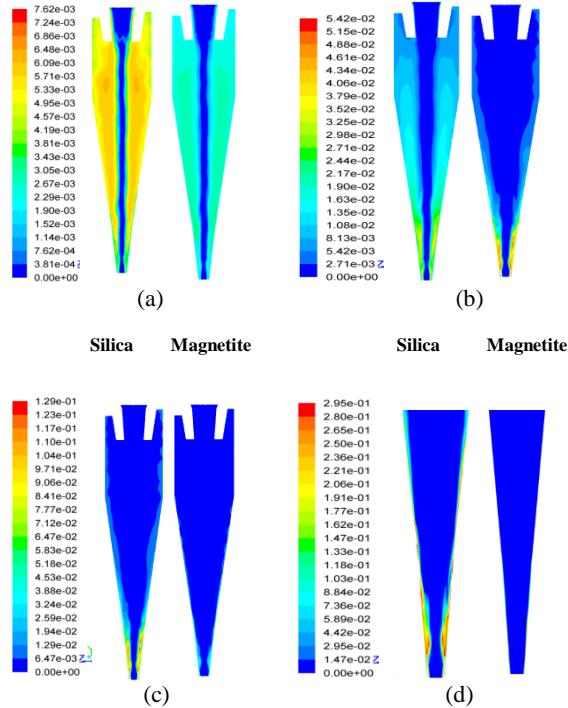 7.62e-03
7.24e-03
6.86e-03
6.48e-03
6.09e-03
5.71e-03
5.33e-03
4.95e-03
4.57e-03
4.19e-03
3.81e-03
3.43e-03
3.05e-03
2.67e-03
2.29e-03
1.90e-03
1.52e-03
1.14e-03
7.62e-04
3.81e-04 Z
0.00e+00
(a)
5.42e-02
5.15e-02
4.88e-02
4.61e-02
4.34e-02
4.06e-02
3.79e-02
3.52e-02
3.25e-02
2.98e-02
2.71e-02
2.44e-02
2.17e-02
1.90e-02
1.63e-02
1.35e-02
1.08e-02
8.13e-03
5.42e-03
2.71e-03 Z
0.00e+00
(b)
Silica Magnetite
Silica Magnetite
1.29e-01
1.23e-01
1.17e-01
1.10e-01
1.04e-01
9.71e-02
9.06e-02
8.41e-02
7.77e-02
7.12e-02
6.47e-02
5.83e-02
5.18e-02
4.53e-02
3.88e-02
3.24e-02
2.59e-02
1.94e-02
1.29e-02
6.47e-03 Z
0.00e+00
(c)
2.95e-01
2.80e-01
2.65e-01
2.50e-01
2.36e-01
2.21e-01
2.06e-01
1.91e-01
1.77e-01
1.62e-01
1.47e-01
1.33e-01
1.18e-01
1.03e-01
8.84e-02
7.36e-02
5.89e-02
4.42e-02
2.95e-02
1.47e-02 Z
0.00e+00
(d)